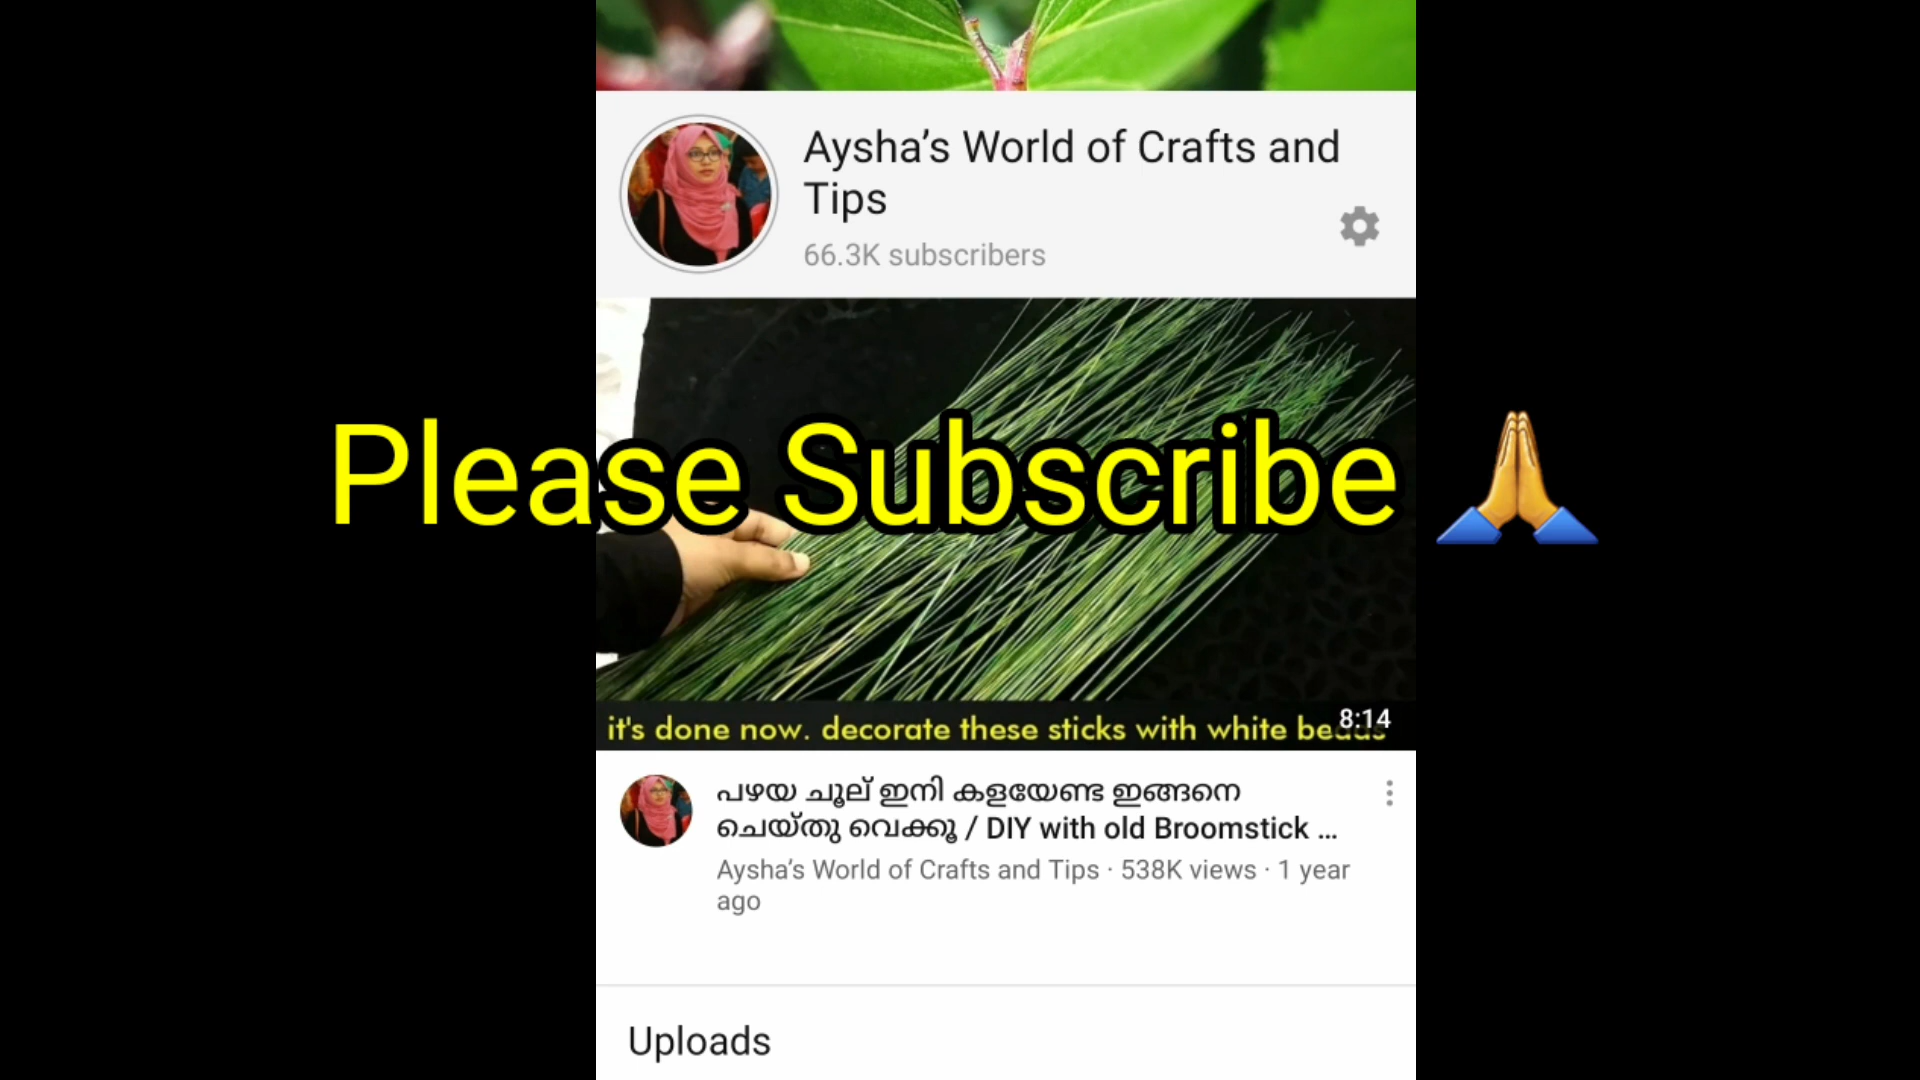 Aysha’s World of Crafts and
Tips
66.3K subscribers
Please Subscribe 🙏
it's done now. decorate these sticks with white beads
8:14
പഴയ ചൂല് ഇനി കളയേണ്ട ഇങ്ങനെ
ചെയ്തു വെക്കൂ / DIY with old Broomstick ...
Aysha’s World of Crafts and Tips · 538K views · 1 year
ago
Uploads